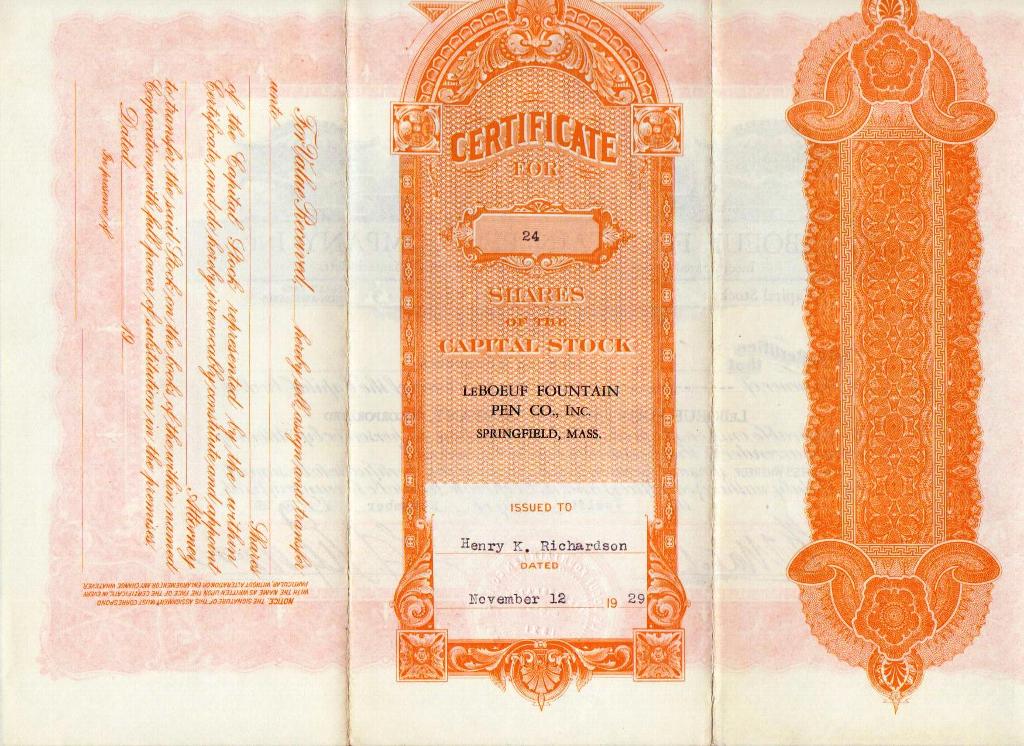 For Value Received, hereby sell, assign and transfer
unto
Shares
of the Capital Stock represented by the within
Certificate, and do hereby irrevocably constitute and appoint
Attorney
to transfer the said Stock on the books of the within named
Corporation with full power of substitution in the premises.
Dated 19
In presence of
NOTICE. THE SIGNATURE OF THIS ASSIGNMENT MUST CORRESPOND
WITH THE NAME AS WRITTEN UPON THE FACE OF THE CERTIFICATE, IN EVERY
PARTICULAR, WITHOUT ALTERATION OR ENLARGEMENT, OR ANY CHANGE WHATEVER.
CERTIFICATE
FOR
24
SHARES
OF THE
CAPITAL STOCK
LEBOEUF FOUNTAIN
PEN CO., INC.
SPRINGFIELD, MASS.
ISSUED TO
Henry K. Richardson
DATED
November 12 19 29